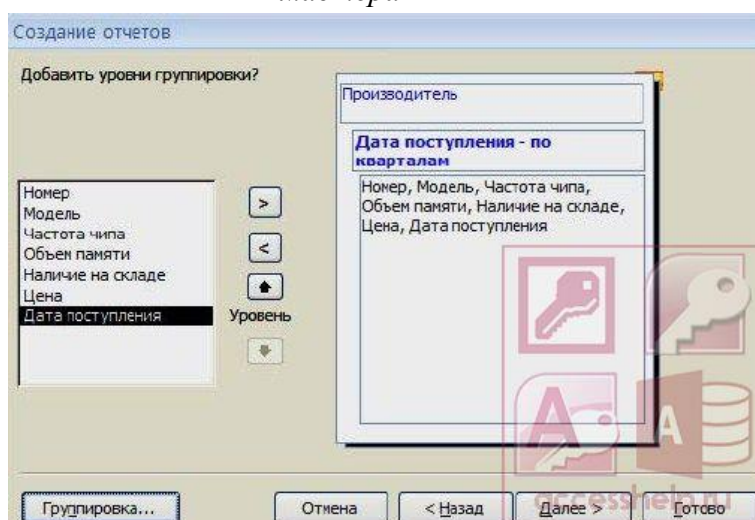 Создание отчетов
Добавить уровни группировки?
Производитель
Дата поступления - по
кварталам
Номер, Модель, Частота чипа,
Объем памяти, Наличие на складе,
Цена, Дата поступления
Номер
Модель
Частота чипа
Объем памяти
Наличие на складе
Цена
Дата поступления
>
<
Уровень
Группировка...
Отмена
< Назад
Далее >
Готово
A
A
accesshelp.ru